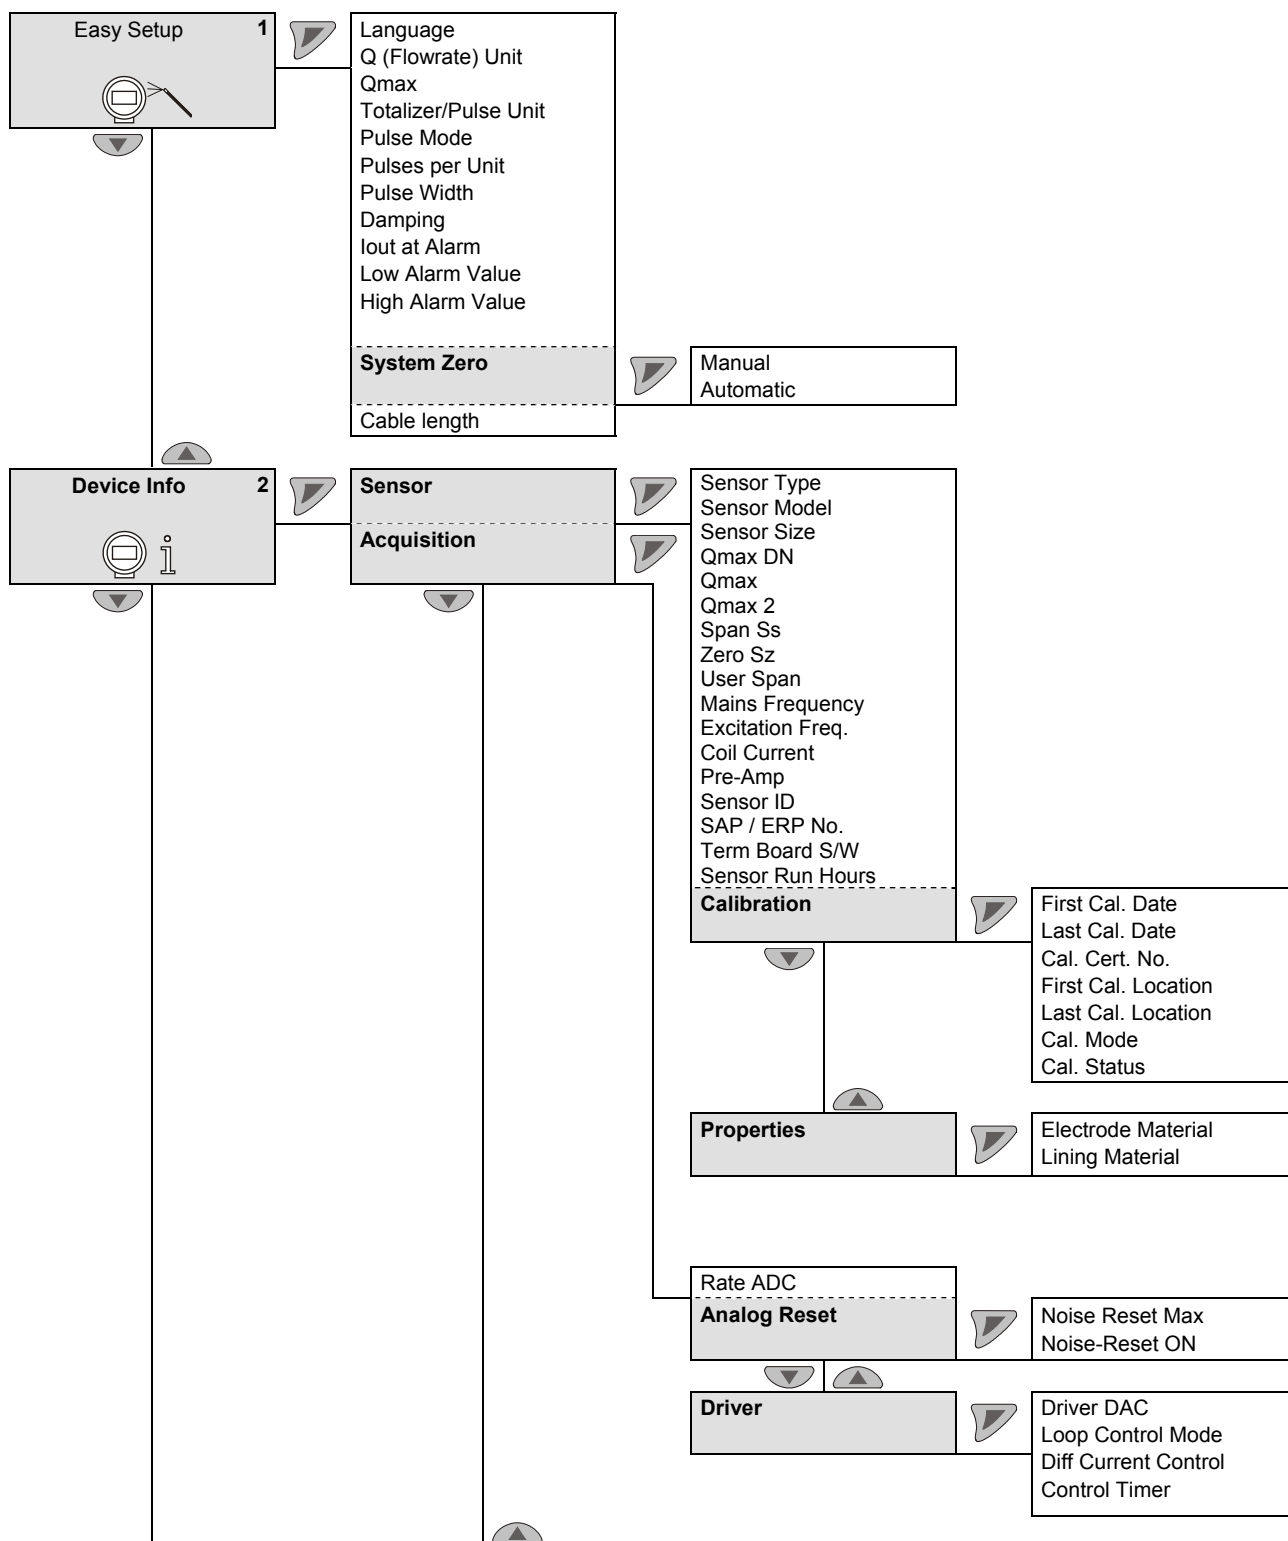 Easy Setup 1
Language
Q (Flowrate) Unit
Qmax
Totalizer/Pulse Unit
Pulse Mode
Pulses per Unit
Pulse Width
Damping
Iout at Alarm
Low Alarm Value
High Alarm Value
System Zero
Manual
Automatic
Cable length
Device Info 2
Sensor
Acquisition
Sensor Type
Sensor Model
Sensor Size
Qmax DN
Qmax
Qmax 2
Span Ss
Zero Sz
User Span
Mains Frequency
Excitation Freq.
Coil Current
Pre-Amp
Sensor ID
SAP / ERP No.
Term Board S/W
Sensor Run Hours
Calibration
First Cal. Date
Last Cal. Date
Cal. Cert. No.
First Cal. Location
Last Cal. Location
Cal. Mode
Cal. Status
Properties
Electrode Material
Lining Material
Rate ADC
Analog Reset
Noise Reset Max
Noise-Reset ON
Driver
Driver DAC
Loop Control Mode
Diff Current Control
Control Timer